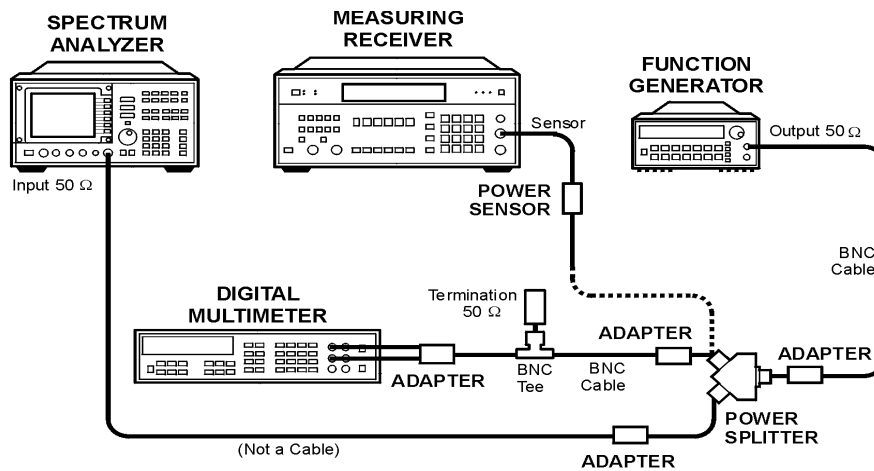 SPECTRUM
ANALYZER
MEASURING
RECEIVER
FUNCTION
GENERATOR
Sensor
Output 50 Ω
Input 50 Ω
POWER
SENSOR
BNC
Cable
DIGITAL
MULTIMETER
Termination
50 Ω
ADAPTER
ADAPTER
ADAPTER
BNC
Tee
BNC
Cable
POWER
SPLITTER
(Not a Cable)
ADAPTER